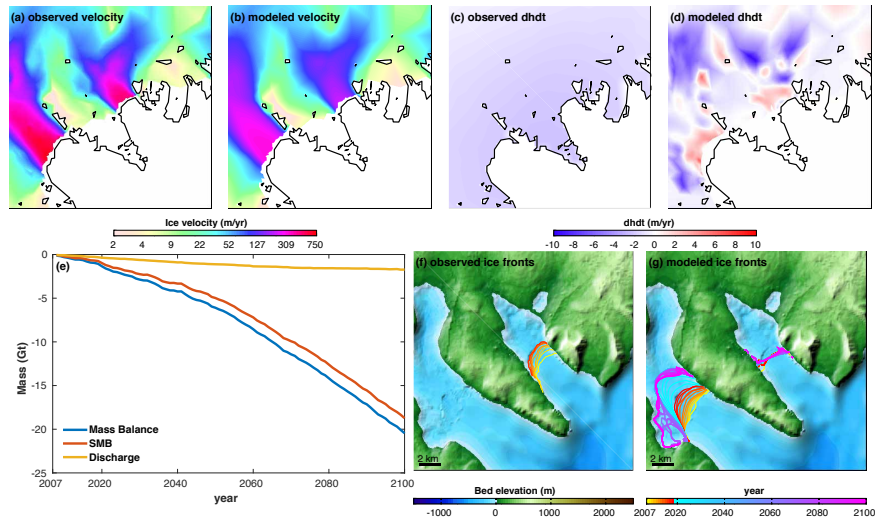 (a) observed velocity
(b) modeled velocity
(c) observed dhdt
(d) modeled dhdt
Ice velocity (m/yr)
2 4 9 22 52 127 309 750
dhdt (m/yr)
-10 -8 -6 -4 -2 0 2 4 6 8 10
(e)
0
-5
-10
-15
-20
-25
Mass (Gt)
Mass Balance
SMB
Discharge
2007 2020 2040 2060 2080 2100
year
(f) observed ice fronts
2 km
(g) modeled ice fronts
2 km
Bed elevation (m)
-1000 0 1000 2000
year
2007 2020 2040 2060 2080 2100